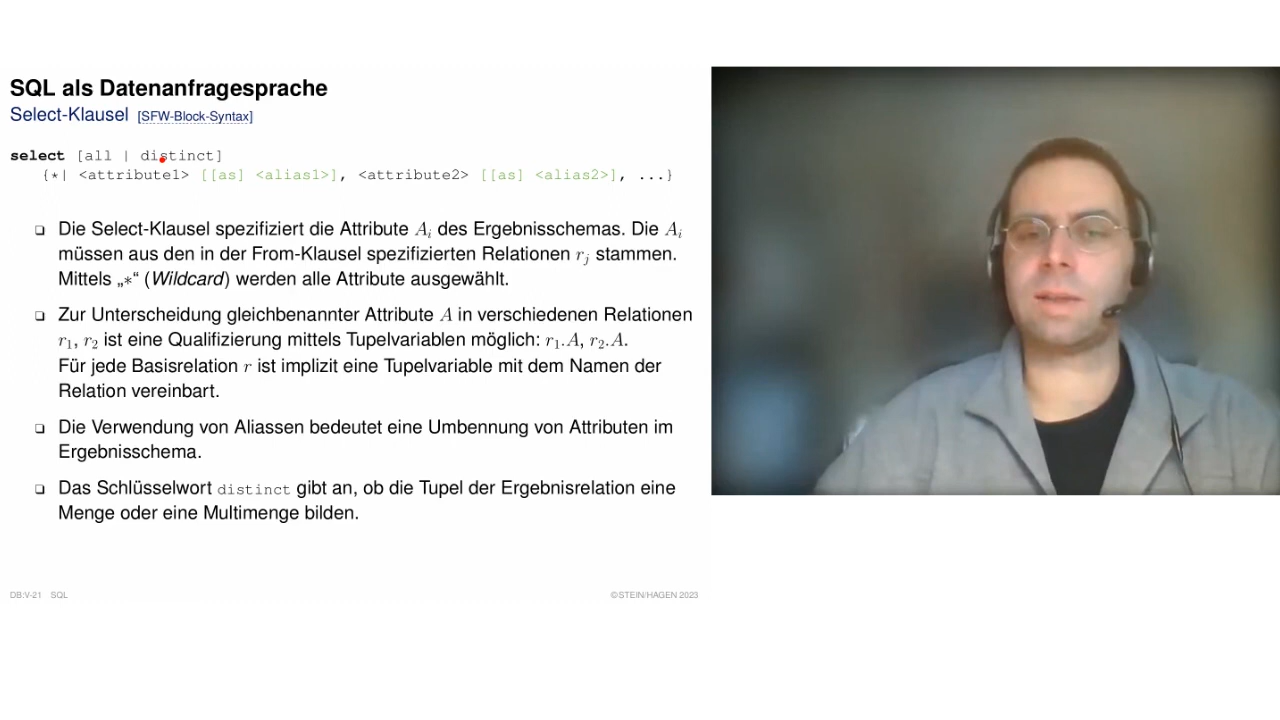 SQL als Datenanfragesprache
Select-Klausel [SFW-Block-Syntax]
select [all | distinct]
{*| <attribute1> [[as] <alias1>], <attribute2> [[as] <alias2>], ...}
❑ Die Select-Klausel spezifiziert die Attribute Aᵢ des Ergebnisschemas. Die Aᵢ
müssen aus den in der From-Klausel spezifizierten Relationen rⱼ stammen.
Mittels „*“ (Wildcard) werden alle Attribute ausgewählt.
❑ Zur Unterscheidung gleichbenannter Attribute A in verschiedenen Relationen
r₁, r₂ ist eine Qualifizierung mittels Tupelvariablen möglich: r₁.A, r₂.A.
Für jede Basisrelation r ist implizit eine Tupelvariable mit dem Namen der
Relation vereinbart.
❑ Die Verwendung von Aliassen bedeutet eine Umbennung von Attributen im
Ergebnisschema.
❑ Das Schlüsselwort distinct gibt an, ob die Tupel der Ergebnisrelation eine
Menge oder eine Multimenge bilden.
DB:V-21 SQL ©STEIN/HAGEN 2023